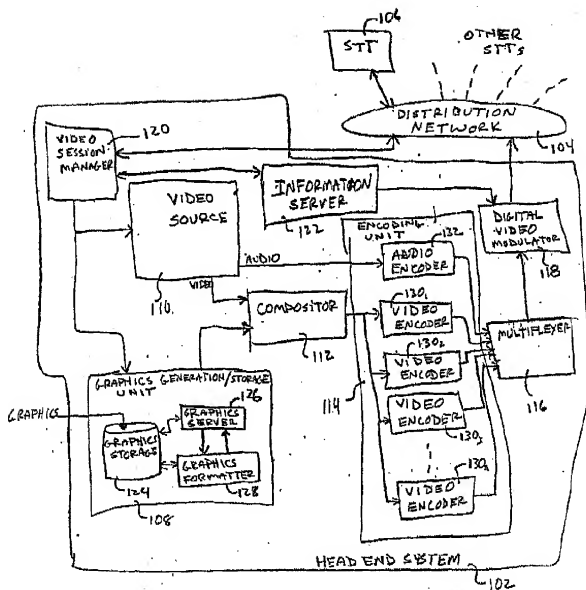 106
STT
OTHER
STTs
DISTRIBUTION
NETWORK
104
VIDEO
SESSION
MANAGER
120
VIDEO
SOURCE
110
INFORMATION
SERVER
122
ENCODING
UNIT
DIGITAL
VIDEO
MODULATOR
118
AUDIO
VIDEO
AUDIO
ENCODER
132
COMPOSITOR
112
130₁
VIDEO
ENCODER
130₂
VIDEO
ENCODER
VIDEO
ENCODER
130₃
VIDEO
ENCODER
114
MULTIPLEXER
116
GRAPHICS GENERATION/STORAGE
UNIT
GRAPHICS
GRAPHICS
STORAGE
124
126
GRAPHICS
SERVER
GRAPHICS
FORMATTER
128
108
HEAD END SYSTEM
102